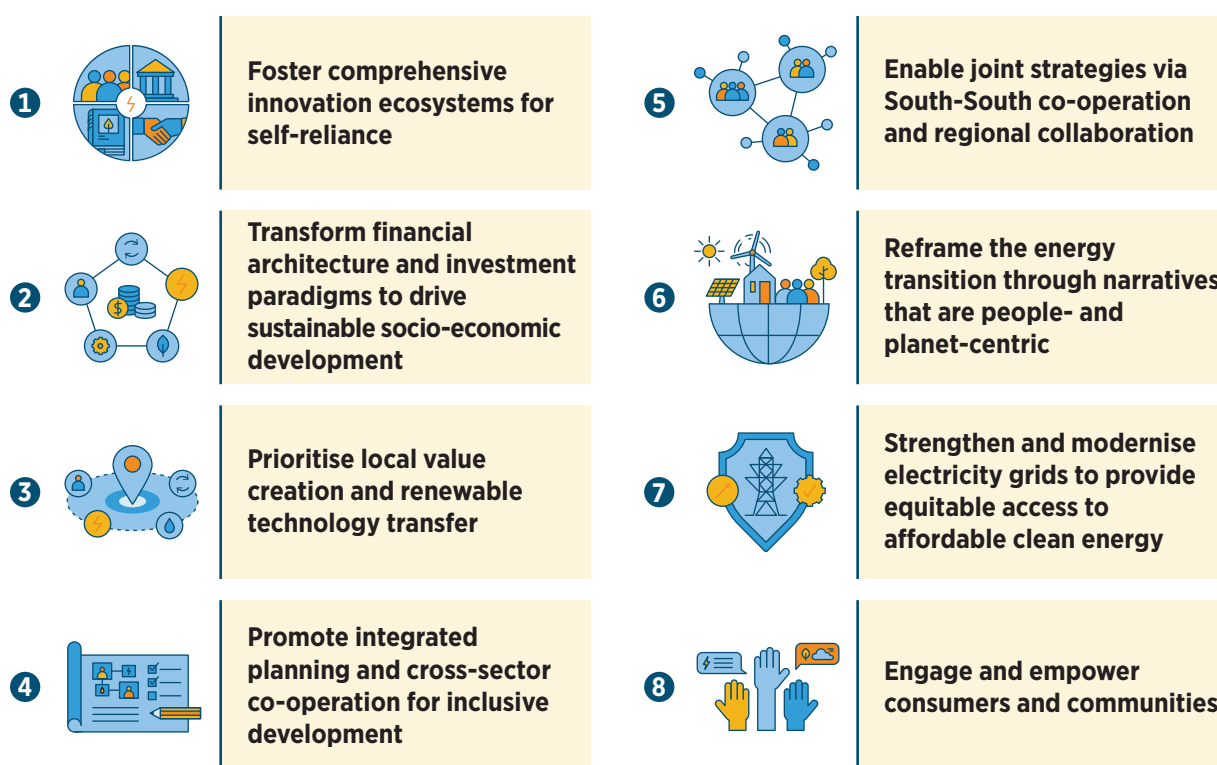 1
Foster comprehensive
innovation ecosystems for
self-reliance
2
Transform financial
architecture and investment
paradigms to drive
sustainable socio-economic
development
3
Prioritise local value
creation and renewable
technology transfer
4
Promote integrated
planning and cross-sector
co-operation for inclusive
development
5
Enable joint strategies via
South-South co-operation
and regional collaboration
6
Reframe the energy
transition through narratives
that are people- and
planet-centric
7
Strengthen and modernise
electricity grids to provide
equitable access to
affordable clean energy
8
Engage and empower
consumers and communities